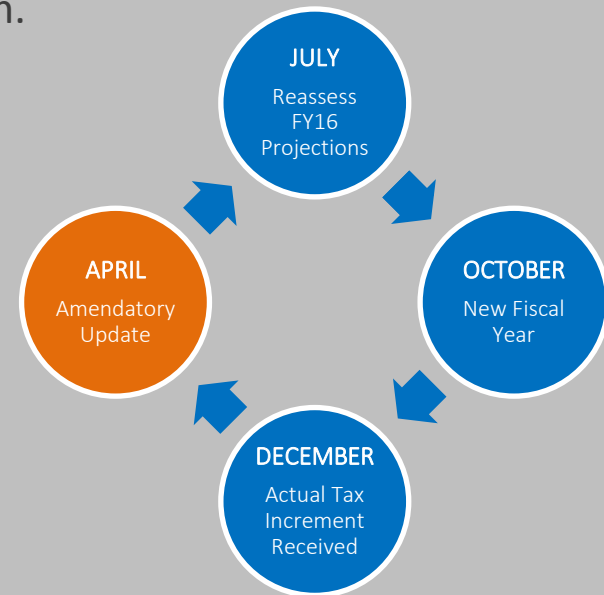 n.
JULY
Reassess
FY16
Projections
APRIL
Amendatory
Update
OCTOBER
New Fiscal
Year
DECEMBER
Actual Tax
Increment
Received